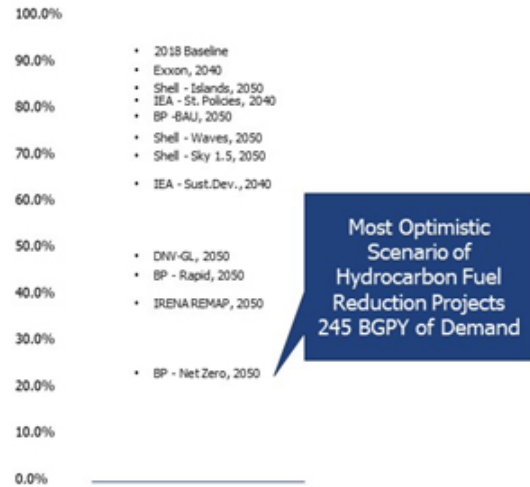 100.0%
90.0%
80.0%
70.0%
60.0%
50.0%
40.0%
30.0%
20.0%
10.0%
0.0%
• 2018 Baseline
• Exxon, 2040
• Shell - Islands, 2050
• IEA - St. Policies, 2040
• BP -BAU, 2050
• Shell - Waves, 2050
• Shell - Sky 1.5, 2050
• IEA - Sust.Dev., 2040
• DNV-GL, 2050
• BP - Rapid, 2050
• IRENA REMAP, 2050
• BP - Net Zero, 2050
Most Optimistic
Scenario of
Hydrocarbon Fuel
Reduction Projects
245 BGPY of Demand